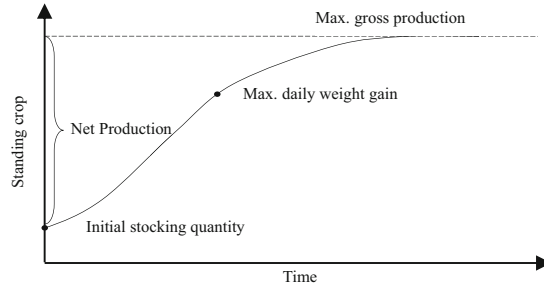 Max. gross production
Max. daily weight gain
Net Production
Initial stocking quantity
Standing crop
Time